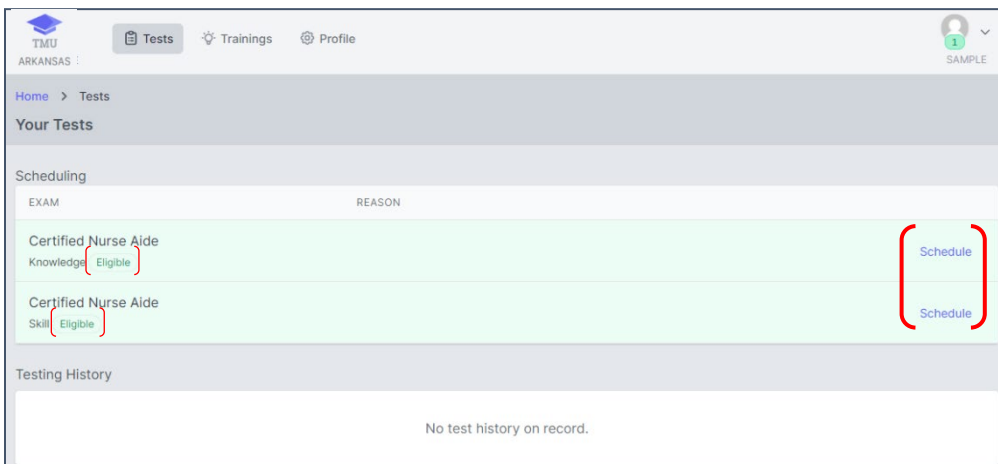 TMU
ARKANSAS
Tests Trainings Profile
1
SAMPLE
Home > Tests
Your Tests
Scheduling
EXAM REASON
Certified Nurse Aide
Knowledge Eligible
Schedule
Certified Nurse Aide
Skill Eligible
Schedule
Testing History
No test history on record.